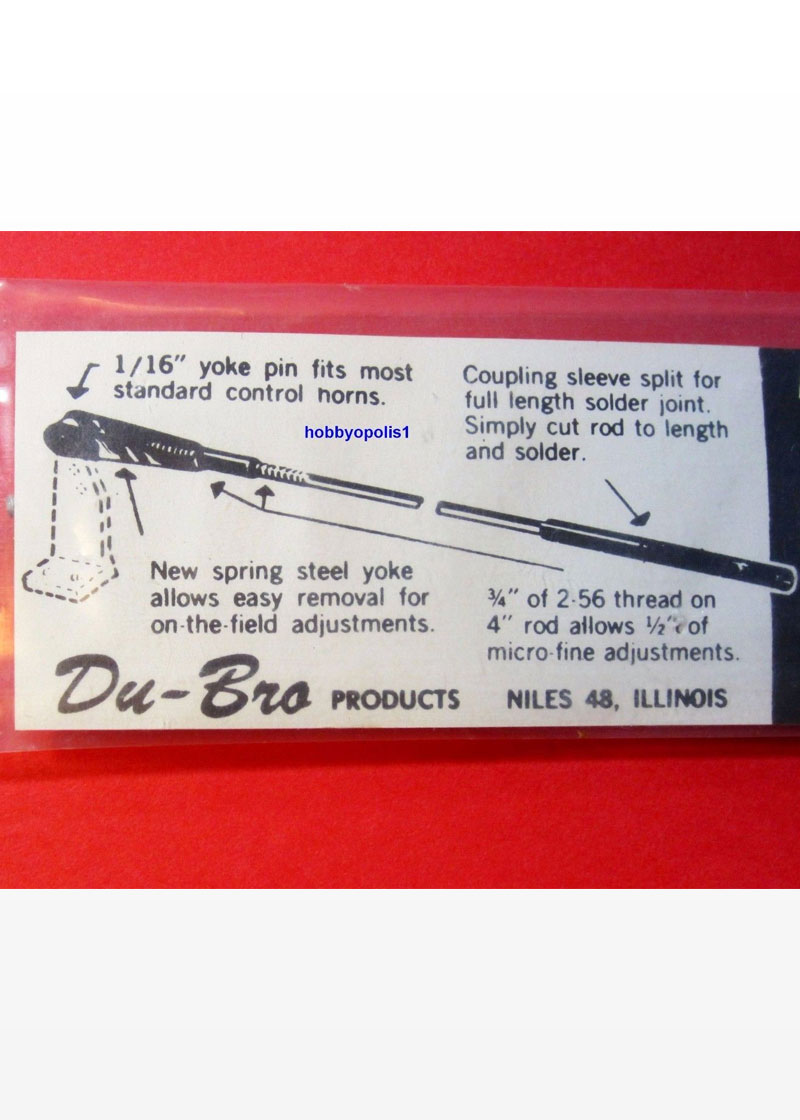 1/16" yoke pin fits most
standard control horns.
hobbyopolis1
Coupling sleeve split for
full length solder joint.
Simply cut rod to length
and solder.
New spring steel yoke
allows easy removal for
on-the-field adjustments.
¾" of 2-56 thread on
4" rod allows ½" of
micro-fine adjustments.
Du-Bro PRODUCTS NILES 48, ILLINOIS